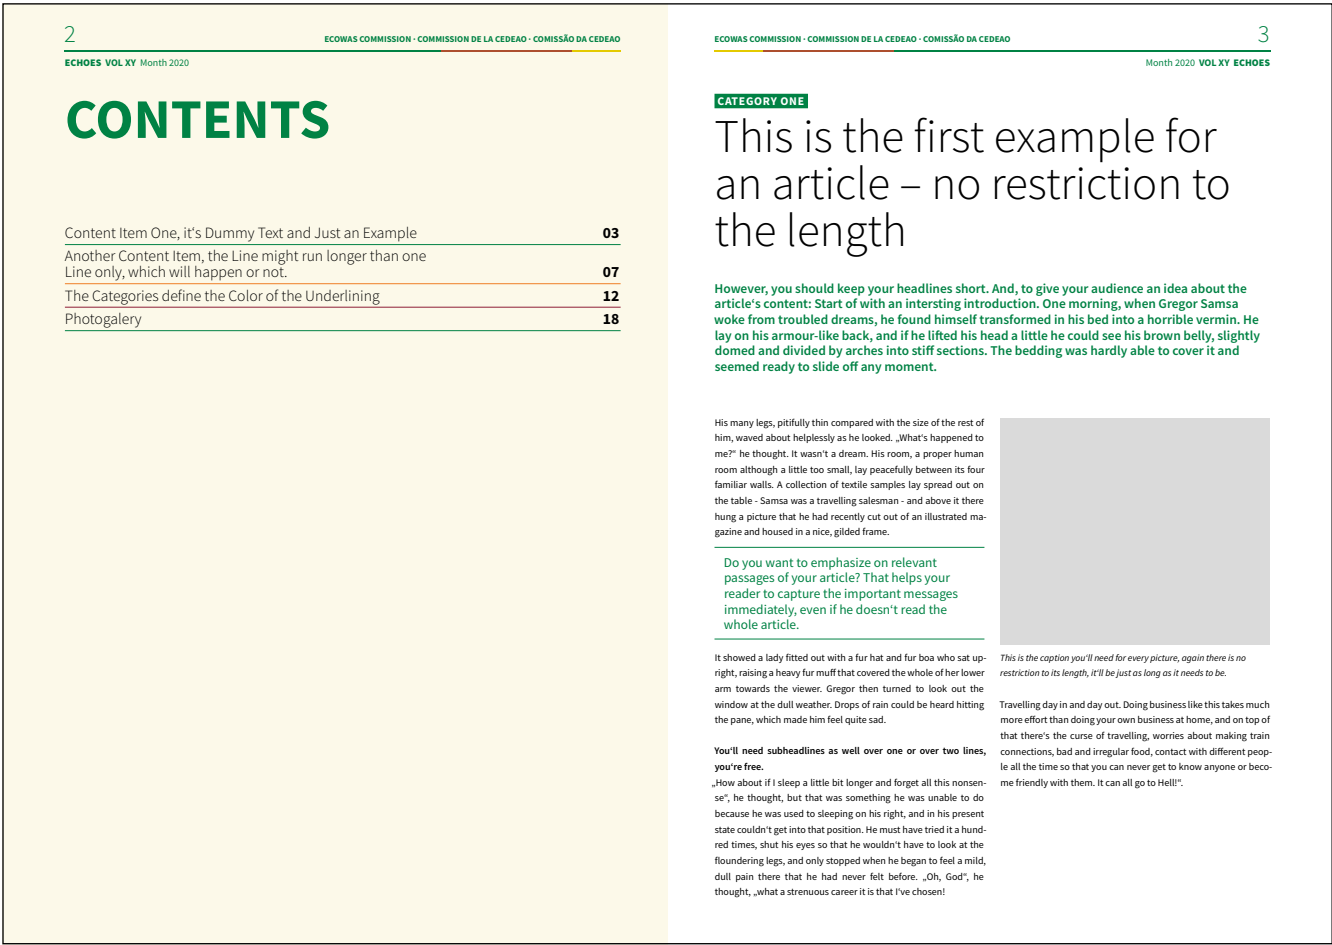 2
ECOWAS COMMISSION · COMMISSION DE LA CEDEAO · COMISSÃO DA CEDEAO
ECHOES VOL XY Month 2020
CONTENTS
Content Item One, it‘s Dummy Text and Just an Example 03
Another Content Item, the Line might run longer than one
Line only, which will happen or not. 07
The Categories define the Color of the Underlining 12
Photogalery 18
ECOWAS COMMISSION · COMMISSION DE LA CEDEAO · COMISSÃO DA CEDEAO
3
Month 2020 VOL XY ECHOES
CATEGORY ONE
This is the first example for
an article – no restriction to
the length
However, you should keep your headlines short. And, to give your audience an idea about the
article‘s content: Start of with an intersting introduction. One morning, when Gregor Samsa
woke from troubled dreams, he found himself transformed in his bed into a horrible vermin. He
lay on his armour-like back, and if he lifted his head a little he could see his brown belly, slightly
domed and divided by arches into stiff sections. The bedding was hardly able to cover it and
seemed ready to slide off any moment.
His many legs, pitifully thin compared with the size of the rest of
him, waved about helplessly as he looked. „What‘s happened to
me?“ he thought. It wasn‘t a dream. His room, a proper human
room although a little too small, lay peacefully between its four
familiar walls. A collection of textile samples lay spread out on
the table - Samsa was a travelling salesman - and above it there
hung a picture that he had recently cut out of an illustrated ma-
gazine and housed in a nice, gilded frame.
Do you want to emphasize on relevant
passages of your article? That helps your
reader to capture the important messages
immediately, even if he doesn‘t read the
whole article.
It showed a lady fitted out with a fur hat and fur boa who sat up-
right, raising a heavy fur muff that covered the whole of her lower
arm towards the viewer. Gregor then turned to look out the
window at the dull weather. Drops of rain could be heard hitting
the pane, which made him feel quite sad.
You‘ll need subheadlines as well over one or over two lines,
you‘re free.
„How about if I sleep a little bit longer and forget all this nonsen-
se“, he thought, but that was something he was unable to do
because he was used to sleeping on his right, and in his present
state couldn‘t get into that position. He must have tried it a hund-
red times, shut his eyes so that he wouldn‘t have to look at the
floundering legs, and only stopped when he began to feel a mild,
dull pain there that he had never felt before. „Oh, God“, he
thought, „what a strenuous career it is that I‘ve chosen!
This is the caption you‘ll need for every picture, again there is no
restriction to its length, it‘ll be just as long as it needs to be.
Travelling day in and day out. Doing business like this takes much
more effort than doing your own business at home, and on top of
that there‘s the curse of travelling, worries about making train
connections, bad and irregular food, contact with different peop-
le all the time so that you can never get to know anyone or beco-
me friendly with them. It can all go to Hell!“.